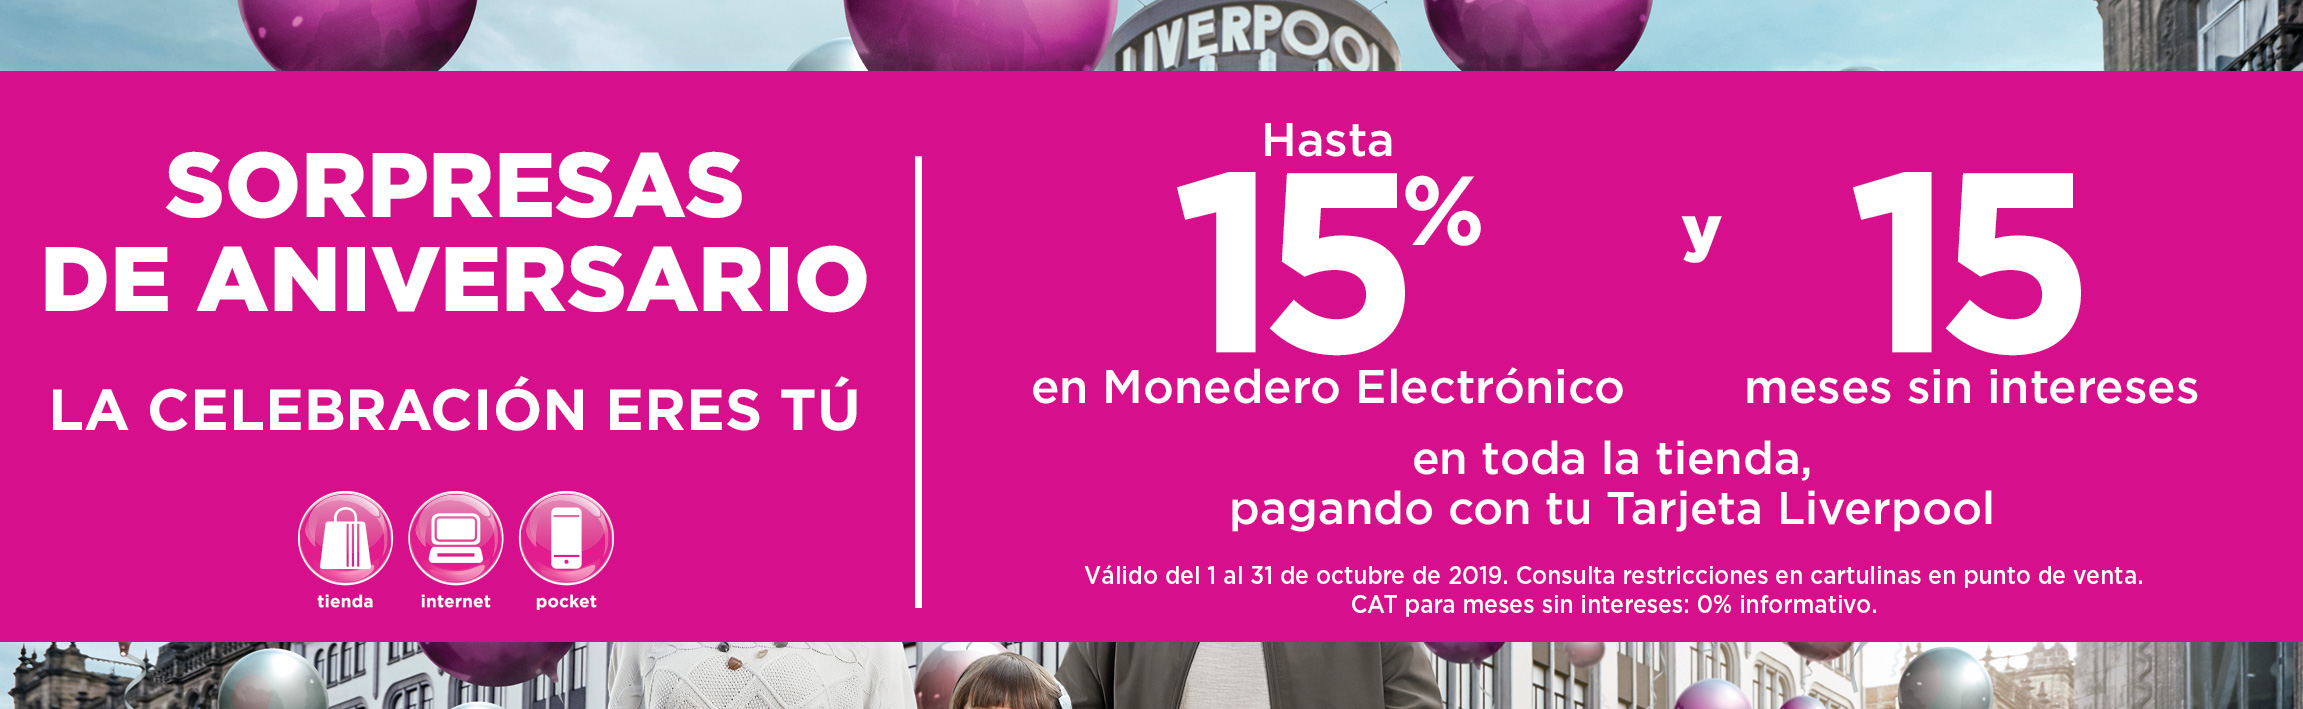 LIVERPOOL
SORPRESAS
DE ANIVERSARIO
LA CELEBRACIÓN ERES TÚ
tienda internet pocket
Hasta
15% y 15
en Monedero Electrónico meses sin intereses
en toda la tienda,
pagando con tu Tarjeta Liverpool
Válido del 1 al 31 de octubre de 2019. Consulta restricciones en cartulinas en punto de venta.
CAT para meses sin intereses: 0% informativo.